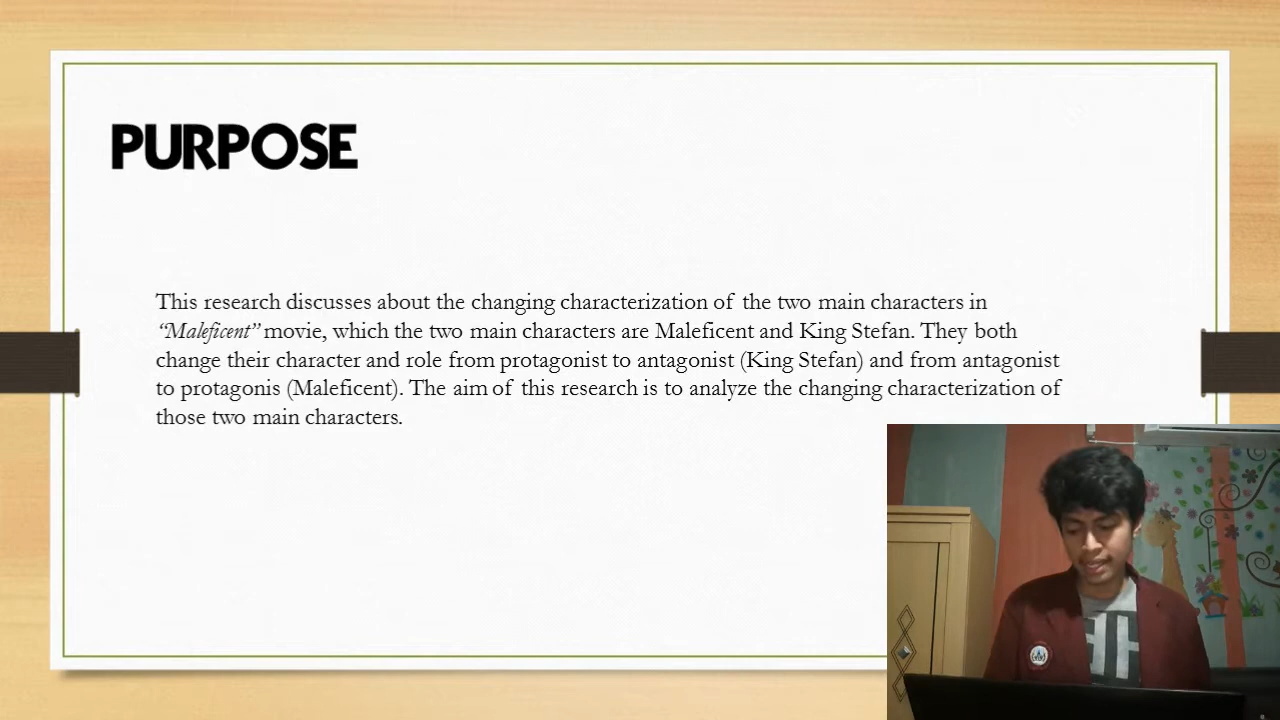 PURPOSE
This research discusses about the changing characterization of the two main characters in
“Maleficent” movie, which the two main characters are Maleficent and King Stefan. They both
change their character and role from protagonist to antagonist (King Stefan) and from antagonist
to protagonis (Maleficent). The aim of this research is to analyze the changing characterization of
those two main characters.